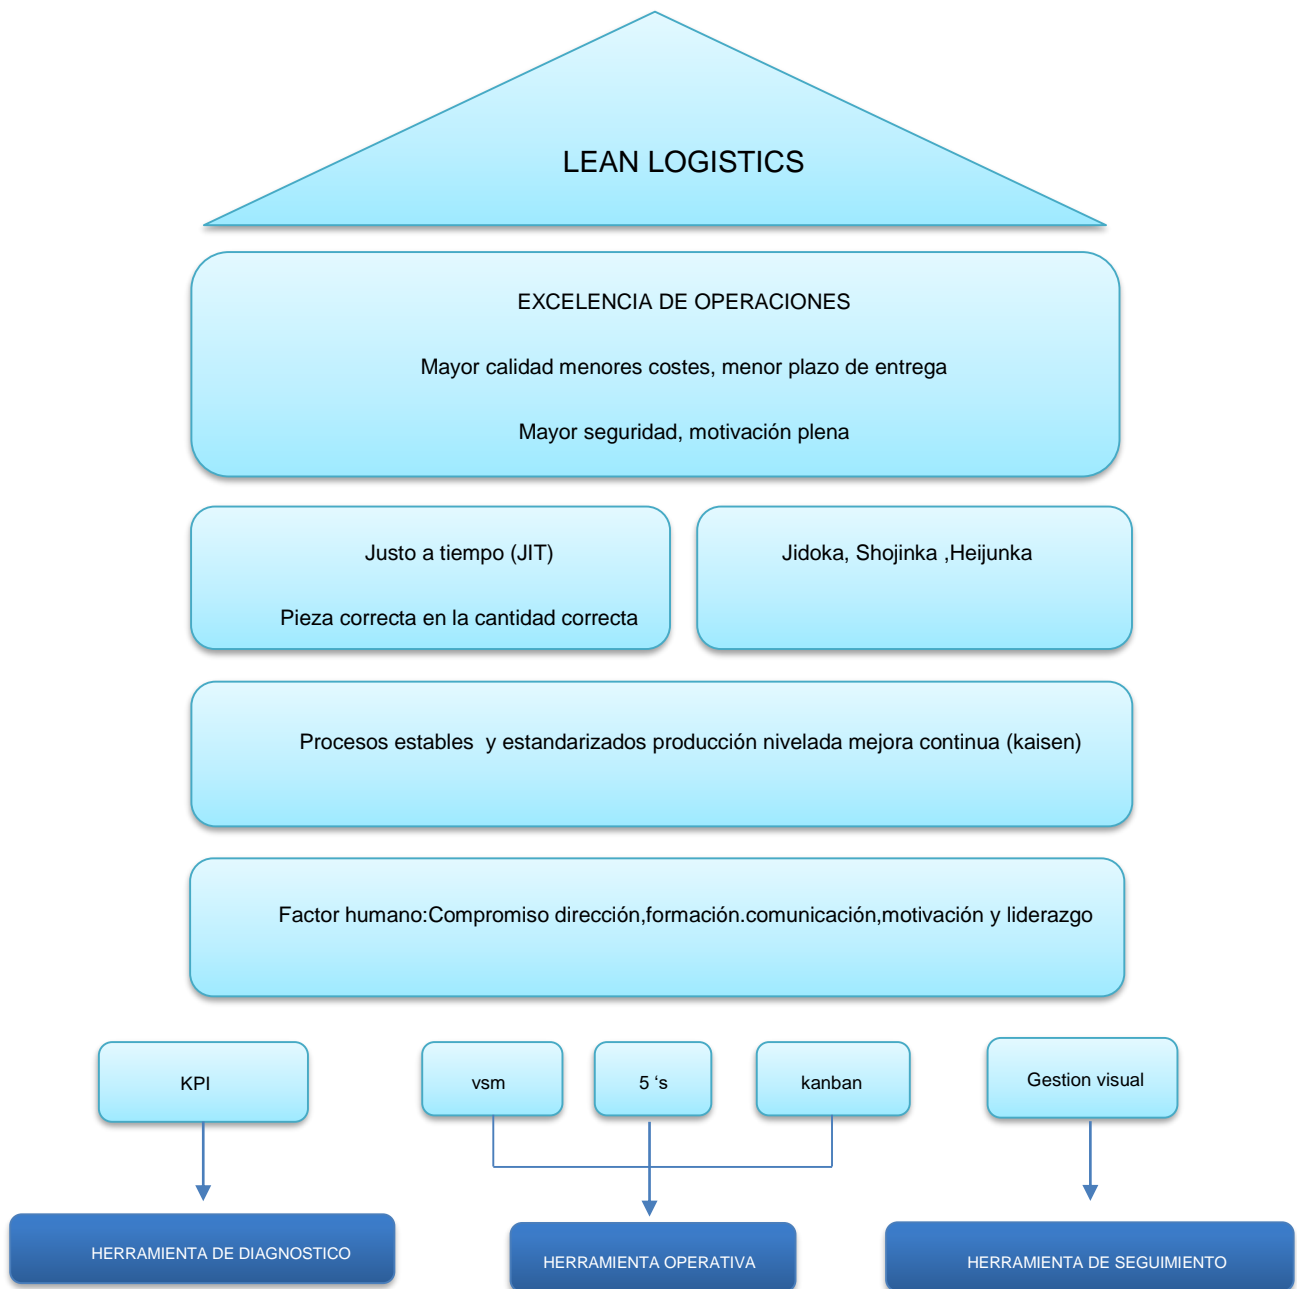 LEAN LOGISTICS
EXCELENCIA DE OPERACIONES
Mayor calidad menores costes, menor plazo de entrega
Mayor seguridad, motivación plena
Justo a tiempo (JIT)
Pieza correcta en la cantidad correcta
Jidoka, Shojinka ,Heijunka
Procesos estables  y estandarizados producción nivelada mejora continua (kaisen)
Factor humano:Compromiso dirección,formación.comunicación,motivación y liderazgo
KPI
vsm
5 ‘s
kanban
Gestion visual
HERRAMIENTA DE DIAGNOSTICO
HERRAMIENTA OPERATIVA
HERRAMIENTA DE SEGUIMIENTO